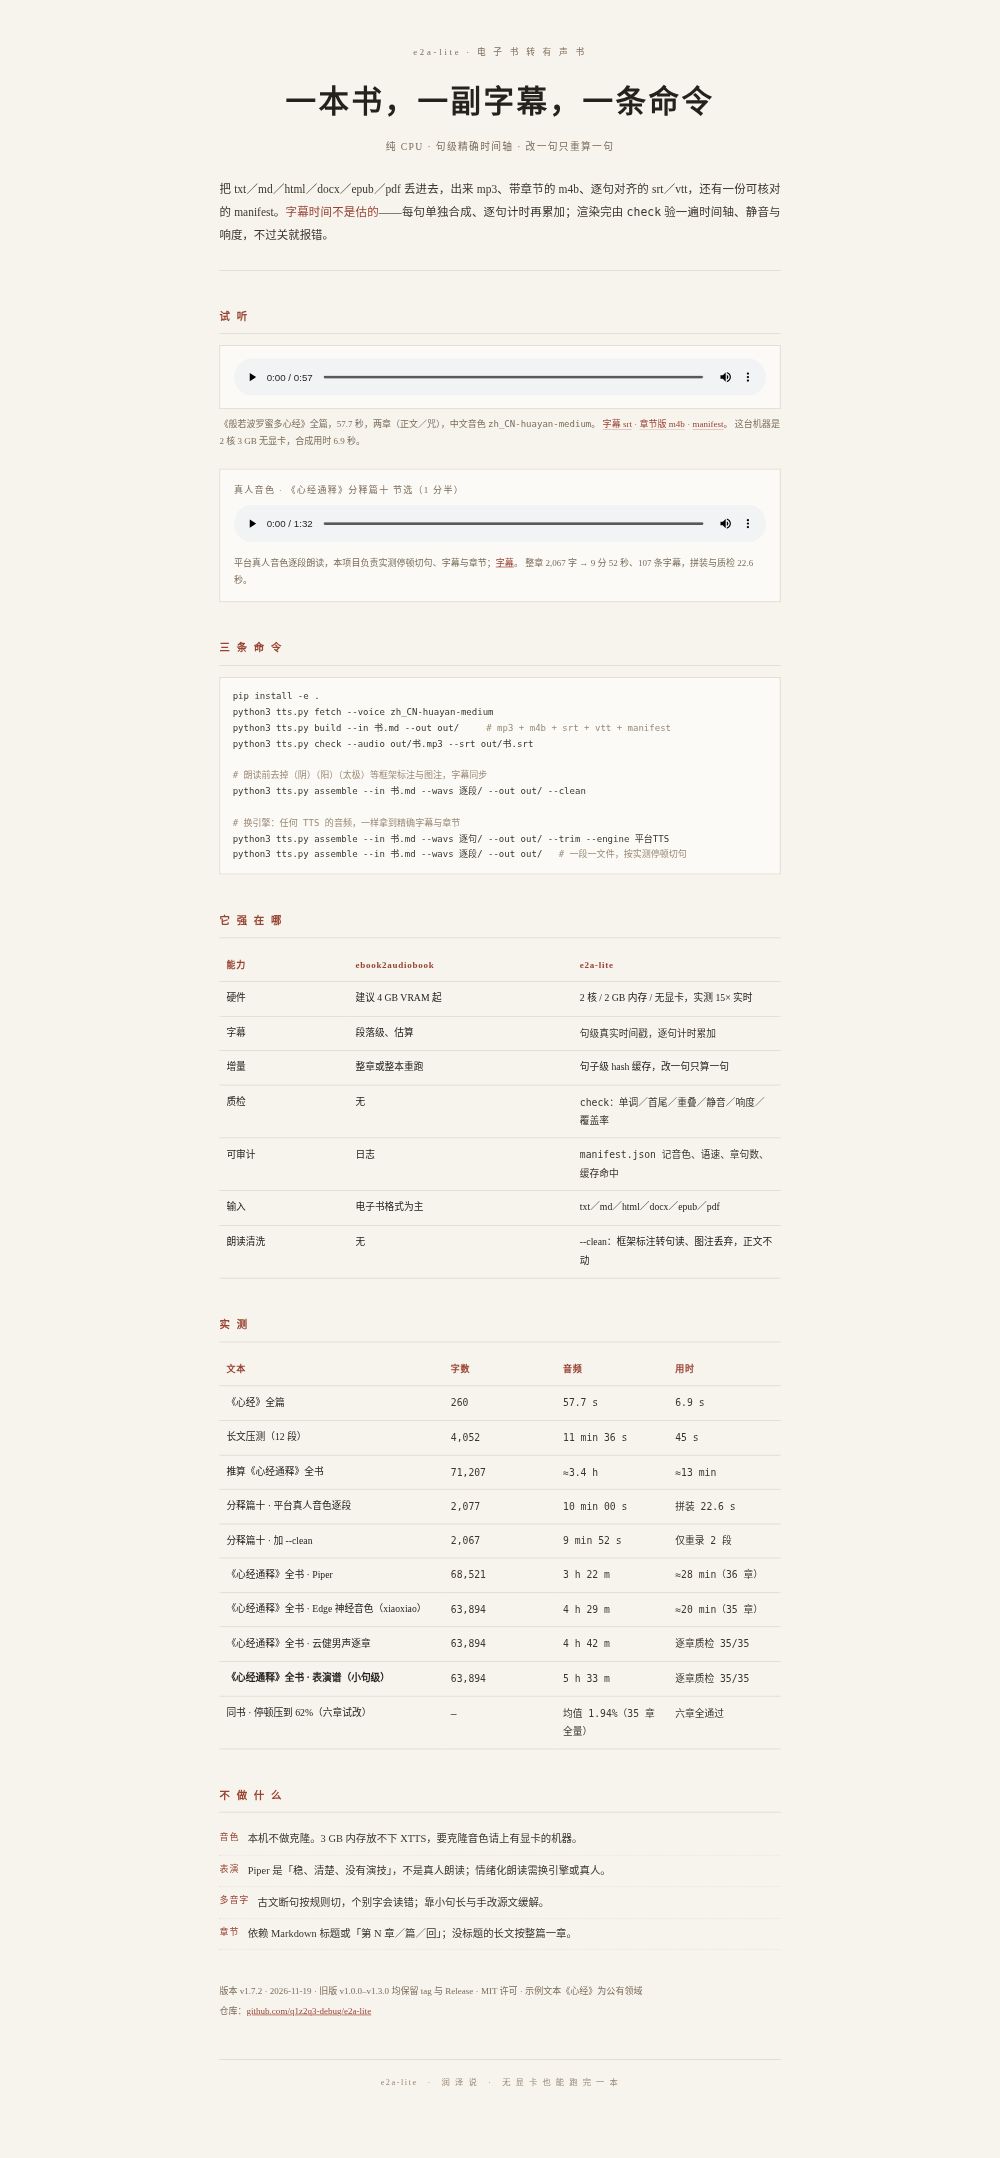 e2a-lite · 电子书转有声书
一本书，一副字幕，一条命令
纯 CPU · 句级精确时间轴 · 改一句只重算一句
把 txt／md／html／docx／epub／pdf 丢进去，出来 mp3、带章节的 m4b、逐句对齐的 srt／vtt，还有一份可核对
的 manifest。字幕时间不是估的——每句单独合成、逐句计时再累加；渲染完由 check 验一遍时间轴、静音与
响度，不过关就报错。
试听
0:00 / 0:57
《般若波罗蜜多心经》全篇，57.7 秒，两章（正文／咒），中文音色 zh_CN-huayan-medium。 字幕 srt · 章节版 m4b · manifest。 这台机器是
2 核 3 GB 无显卡，合成用时 6.9 秒。
真人音色 · 《心经通释》分释篇十 节选（1 分半）
0:00 / 1:32
平台真人音色逐段朗读，本项目负责实测停顿切句、字幕与章节；字幕。 整章 2,067 字 → 9 分 52 秒、107 条字幕，拼装与质检 22.6
秒。
三条命令
pip install -e .
python3 tts.py fetch --voice zh_CN-huayan-medium
python3 tts.py build --in 书.md --out out/     # mp3 + m4b + srt + vtt + manifest
python3 tts.py check --audio out/书.mp3 --srt out/书.srt
# 朗读前去掉（阴）（阳）（太极）等框架标注与图注，字幕同步
python3 tts.py assemble --in 书.md --wavs 逐段/ --out out/ --clean
# 换引擎：任何 TTS 的音频，一样拿到精确字幕与章节
python3 tts.py assemble --in 书.md --wavs 逐句/ --out out/ --trim --engine 平台TTS
python3 tts.py assemble --in 书.md --wavs 逐段/ --out out/   # 一段一文件，按实测停顿切句
它强在哪
能力 ebook2audiobook e2a-lite
硬件 建议 4 GB VRAM 起 2 核 / 2 GB 内存 / 无显卡，实测 15× 实时
字幕 段落级、估算 句级真实时间戳，逐句计时累加
增量 整章或整本重跑 句子级 hash 缓存，改一句只算一句
质检 无 check：单调／首尾／重叠／静音／响度／
覆盖率
可审计 日志 manifest.json 记音色、语速、章句数、
缓存命中
输入 电子书格式为主 txt／md／html／docx／epub／pdf
朗读清洗 无 --clean：框架标注转句读、图注丢弃，正文不
动
实测
文本 字数 音频 用时
《心经》全篇 260 57.7 s 6.9 s
长文压测（12 段） 4,052 11 min 36 s 45 s
推算《心经通释》全书 71,207 ≈3.4 h ≈13 min
分释篇十 · 平台真人音色逐段 2,077 10 min 00 s 拼装 22.6 s
分释篇十 · 加 --clean 2,067 9 min 52 s 仅重录 2 段
《心经通释》全书 · Piper 68,521 3 h 22 m ≈28 min（36 章）
《心经通释》全书 · Edge 神经音色（xiaoxiao） 63,894 4 h 29 m ≈20 min（35 章）
《心经通释》全书 · 云健男声逐章 63,894 4 h 42 m 逐章质检 35/35
《心经通释》全书 · 表演谱（小句级） 63,894 5 h 33 m 逐章质检 35/35
同书 · 停顿压到 62%（六章试改） — 均值 1.94%（35 章 六章全通过
全量）
不做什么
音色 本机不做克隆。3 GB 内存放不下 XTTS，要克隆音色请上有显卡的机器。
表演 Piper 是「稳、清楚、没有演技」，不是真人朗读；情绪化朗读需换引擎或真人。
多音字 古文断句按规则切，个别字会读错；靠小句长与手改源文缓解。
章节 依赖 Markdown 标题或「第 N 章／篇／回」；没标题的长文按整篇一章。
版本 v1.7.2 · 2026-11-19 · 旧版 v1.0.0–v1.3.0 均保留 tag 与 Release · MIT 许可 · 示例文本《心经》为公有领域
仓库：github.com/q1z2q3-debug/e2a-lite
e2a-lite · 润泽说 · 无显卡也能跑完一本